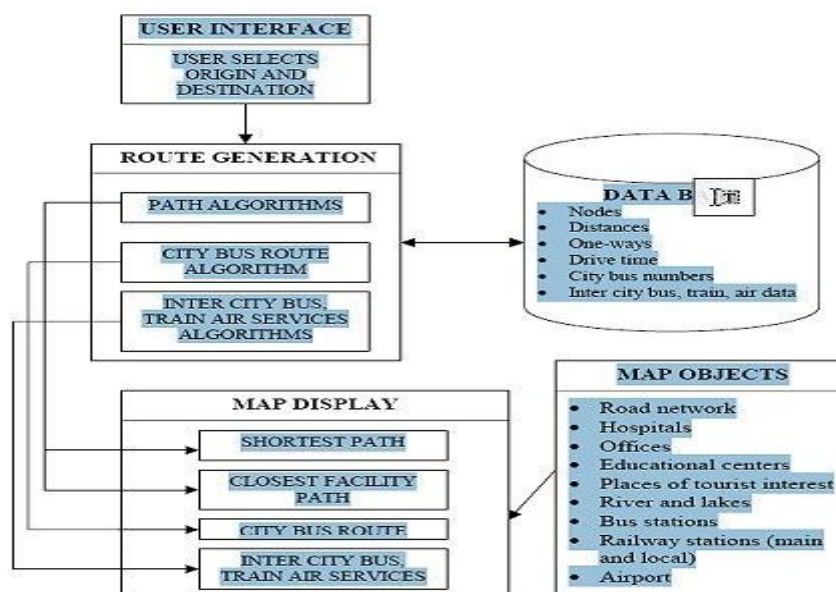 USER INTERFACE
USER SELECTS
ORIGIN AND
DESTINATION
ROUTE GENERATION
PATH ALGORITHMS
CITY BUS ROUTE
ALGORITHM
INTER CITY BUS,
TRAIN AIR SERVICES
ALGORITHMS
DATA
• Nodes
• Distances
• One-ways
• Drive time
• City bus numbers
• Inter city bus, train, air data
MAP DISPLAY
SHORTEST PATH
CLOSEST FACILITY
PATH
CITY BUS ROUTE
INTER CITY BUS,
TRAIN AIR SERVICES
MAP OBJECTS
• Road network
• Hospitals
• Offices
• Educational centers
• Places of tourist interest
• River and lakes
• Bus stations
• Railway stations (main
and local)
• Airport